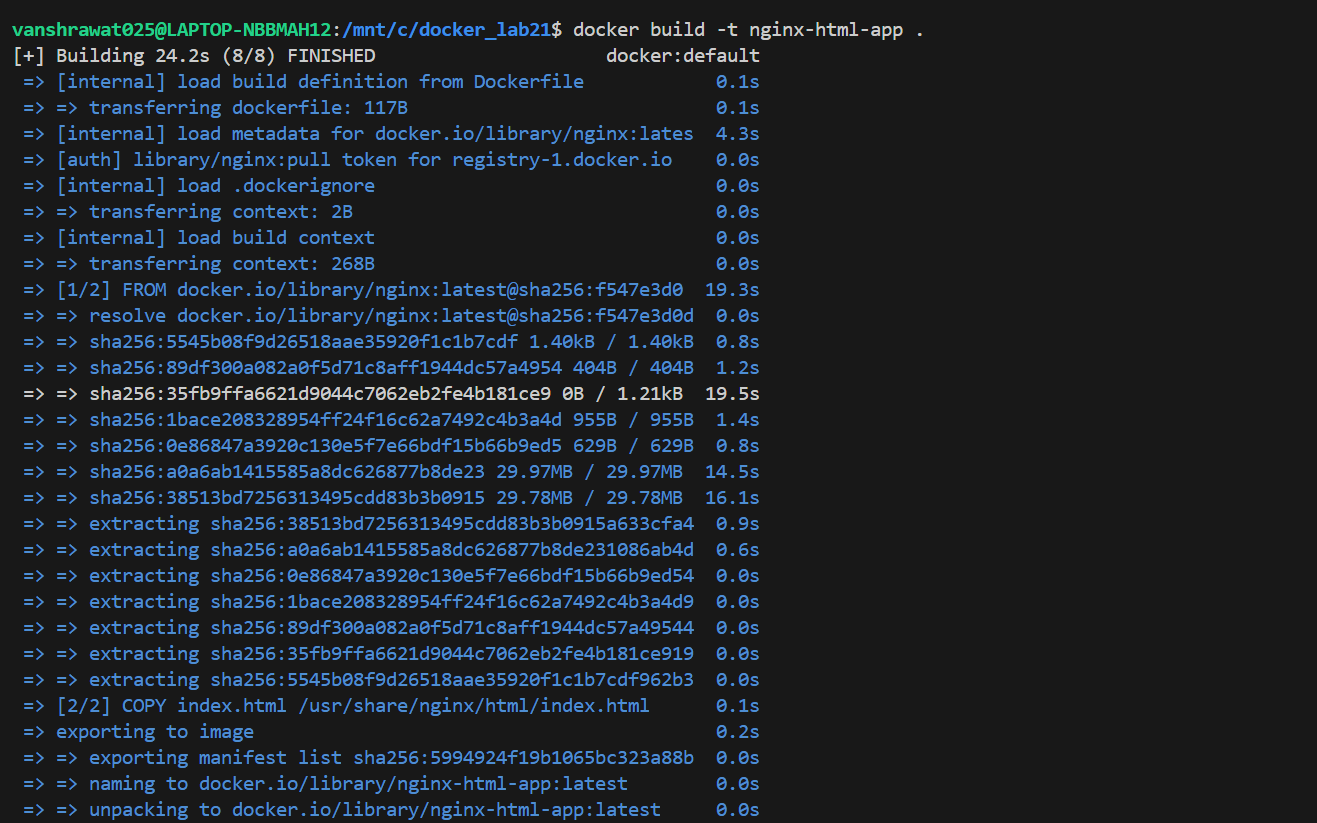 vanshrawat025@LAPTOP-NBBMAH12:/mnt/c/docker_lab21$ docker build -t nginx-html-app .
[+] Building 24.2s (8/8) FINISHED docker:default
=> [internal] load build definition from Dockerfile 0.1s
=> => transferring dockerfile: 117B 0.1s
=> [internal] load metadata for docker.io/library/nginx:lates 4.3s
=> [auth] library/nginx:pull token for registry-1.docker.io 0.0s
=> [internal] load .dockerignore 0.0s
=> => transferring context: 2B 0.0s
=> [internal] load build context 0.0s
=> => transferring context: 268B 0.0s
=> [1/2] FROM docker.io/library/nginx:latest@sha256:f547e3d0 19.3s
=> => resolve docker.io/library/nginx:latest@sha256:f547e3d0d 0.0s
=> => sha256:5545b08f9d26518aae35920f1c1b7cdf 1.40kB / 1.40kB 0.8s
=> => sha256:89df300a082a0f5d71c8aff1944dc57a4954 404B / 404B 1.2s
=> => sha256:35fb9ffa6621d9044c7062eb2fe4b181ce9 0B / 1.21kB 19.5s
=> => sha256:1bace208328954ff24f16c62a7492c4b3a4d 955B / 955B 1.4s
=> => sha256:0e86847a3920c130e5f7e66bdf15b66b9ed5 629B / 629B 0.8s
=> => sha256:a0a6ab1415585a8dc626877b8de23 29.97MB / 29.97MB 14.5s
=> => sha256:38513bd7256313495cdd83b3b0915 29.78MB / 29.78MB 16.1s
=> => extracting sha256:38513bd7256313495cdd83b3b0915a633cfa4 0.9s
=> => extracting sha256:a0a6ab1415585a8dc626877b8de231086ab4d 0.6s
=> => extracting sha256:0e86847a3920c130e5f7e66bdf15b66b9ed54 0.0s
=> => extracting sha256:1bace208328954ff24f16c62a7492c4b3a4d9 0.0s
=> => extracting sha256:89df300a082a0f5d71c8aff1944dc57a49544 0.0s
=> => extracting sha256:35fb9ffa6621d9044c7062eb2fe4b181ce919 0.0s
=> => extracting sha256:5545b08f9d26518aae35920f1c1b7cdf962b3 0.0s
=> [2/2] COPY index.html /usr/share/nginx/html/index.html 0.1s
=> exporting to image 0.2s
=> => exporting manifest list sha256:5994924f19b1065bc323a88b 0.0s
=> => naming to docker.io/library/nginx-html-app:latest 0.0s
=> => unpacking to docker.io/library/nginx-html-app:latest 0.0s